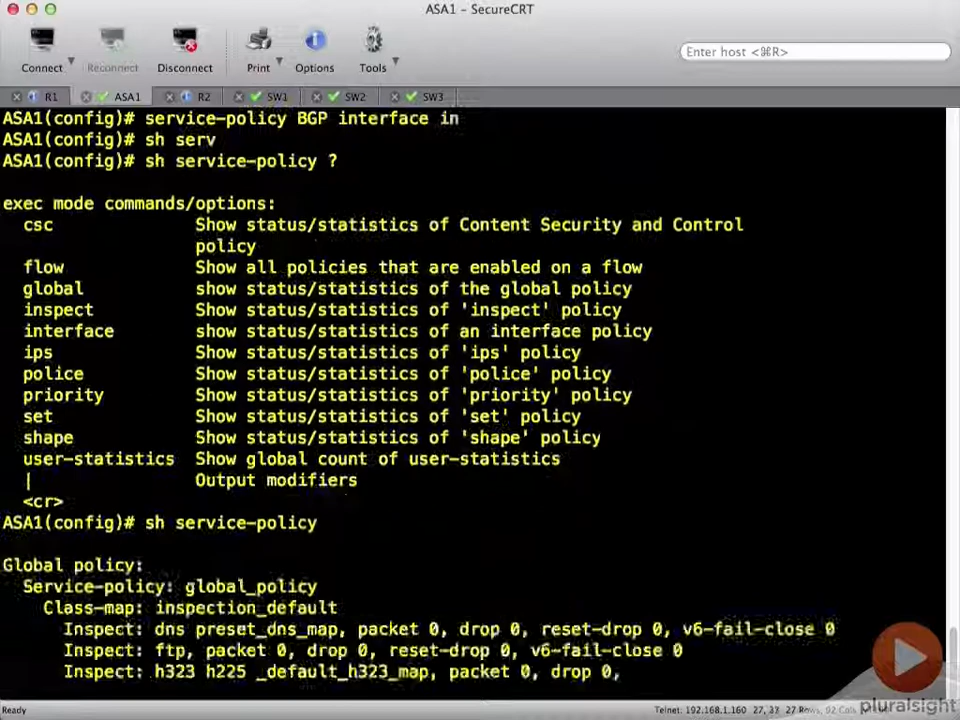 ASA1 - SecureCRT
Connect Reconnect Disconnect Print Options Tools
Enter host <⌘R>
R1 ASA1 R2 SW1 SW2 SW3
ASA1(config)# service-policy BGP interface in
ASA1(config)# sh serv
ASA1(config)# sh service-policy ?
exec mode commands/options:
csc Show status/statistics of Content Security and Control
policy
flow Show all policies that are enabled on a flow
global show status/statistics of the global policy
inspect Show status/statistics of 'inspect' policy
interface show status/statistics of an interface policy
ips Show status/statistics of 'ips' policy
police Show status/statistics of 'police' policy
priority Show status/statistics of 'priority' policy
set Show status/statistics of 'set' policy
shape Show status/statistics of 'shape' policy
user-statistics Show global count of user-statistics
| Output modifiers
<cr>
ASA1(config)# sh service-policy
Global policy:
Service-policy: global_policy
Class-map: inspection_default
Inspect: dns preset_dns_map, packet 0, drop 0, reset-drop 0, v6-fail-close 0
Inspect: ftp, packet 0, drop 0, reset-drop 0, v6-fail-close 0
Inspect: h323 h225 _default_h323_map, packet 0, drop 0,
Ready
Telnet: 192.168.1.160 27, 33 27 Rows, 92 Cols
pluralsight